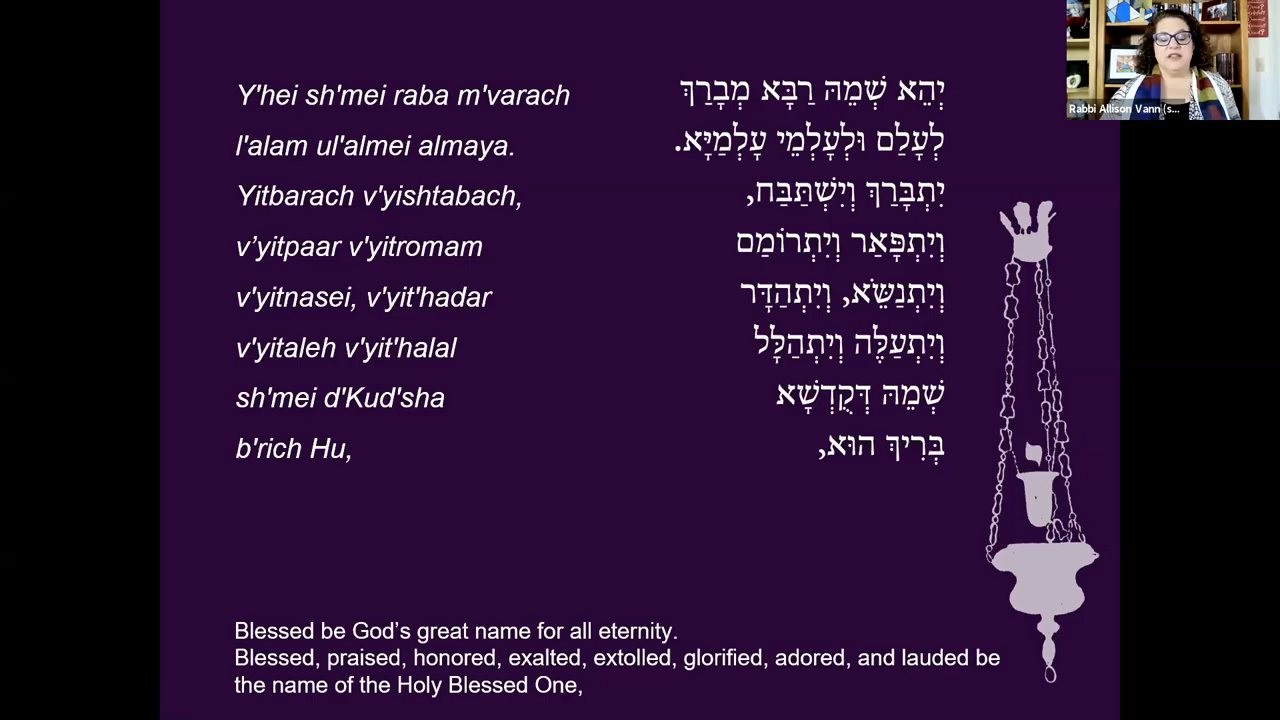 Y'hei sh'mei raba m'varach
l'alam ul'almei almaya.
Yitbarach v'yishtabach,
v’yitpaar v'yitromam
v'yitnasei, v'yit'hadar
v'yitaleh v'yit'halal
sh'mei d'Kud'sha
b'rich Hu,
יְהֵא שְׁמֵהּ רַבָּא מְבָרַךְ
לְעָלַם וּלְעָלְמֵי עָלְמַיָּא.
יִתְבָּרַךְ וְיִשְׁתַּבַּח,
וְיִתְפָּאַר וְיִתְרוֹמַם
וְיִתְנַשֵּׂא, וְיִתְהַדָּר
וְיִתְעַלֶּה וְיִתְהַלָּל
שְׁמֵהּ דְּקֻדְשָׁא
בְּרִיךְ הוּא,
Blessed be God’s great name for all eternity.
Blessed, praised, honored, exalted, extolled, glorified, adored, and lauded be
the name of the Holy Blessed One,
Rabbi Allison Vann (s...